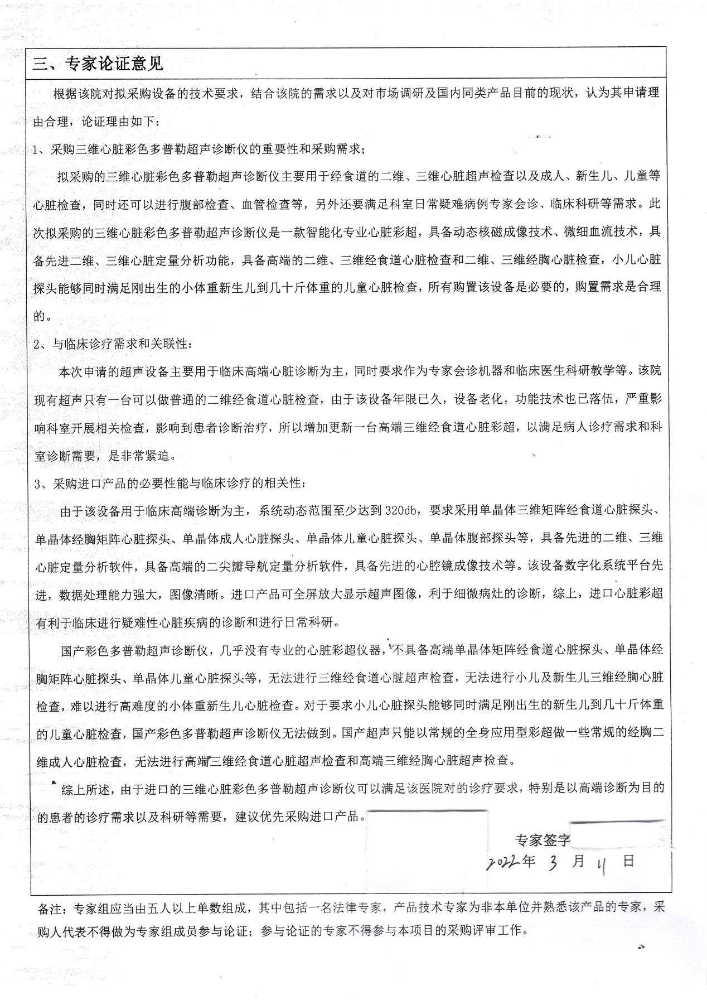 三、专家论证意见
根据该院对拟采购设备的技术要求，结合该院的需求以及对市场调研及国内同类产品目前的现状，认为其申请理
由合理，论证理由如下：
1、采购三维心脏彩色多普勒超声诊断仪的重要性和采购需求；
拟采购的三维心脏彩色多普勒超声诊断仪主要用于经食道的二维、三维心脏超声检查以及成人、新生儿、儿童等
心脏检查，同时还可以进行腹部检查、血管检查等，另外还要满足科室日常疑难病例专家会诊、临床科研等需求。此
次拟采购的三维心脏彩色多普勒超声诊断仪是一款智能化专业心脏彩超，具备动态核磁成像技术、微细血流技术，具
备先进二维、三维心脏定量分析功能，具备高端的二维、三维经食道心脏检查和二维、三维经胸心脏检查，小儿心脏
探头能够同时满足刚出生的小体重新生儿到几十斤体重的儿童心脏检查，所有购置该设备是必要的，购置需求是合理
的。
2、与临床诊疗需求和关联性：
本次申请的超声设备主要用于临床高端心脏诊断为主，同时要求作为专家会诊机器和临床医生科研教学等。该院
现有超声只有一台可以做普通的二维经食道心脏检查，由于该设备年限已久，设备老化，功能技术也已落伍，严重影
响科室开展相关检查，影响到患者诊断治疗，所以增加更新一台高端三维经食道心脏彩超，以满足病人诊疗需求和科
室诊断需要，是非常紧迫。
3、采购进口产品的必要性能与临床诊疗的相关性：
由于该设备用于临床高端诊断为主，系统动态范围至少达到320db，要求采用单晶体三维矩阵经食道心脏探头、
单晶体经胸矩阵心脏探头、单晶体成人心脏探头、单晶体儿童心脏探头、单晶体腹部探头等，具备先进的二维、三维
心脏定量分析软件，具备高端的二尖瓣导航定量分析软件，具备先进的心腔镜成像技术等。该设备数字化系统平台先
进，数据处理能力强大，图像清晰。进口产品可全屏放大显示超声图像，利于细微病灶的诊断，综上，进口心脏彩超
有利于临床进行疑难性心脏疾病的诊断和进行日常科研。
国产彩色多普勒超声诊断仪，几乎没有专业的心脏彩超仪器，不具备高端单晶体矩阵经食道心脏探头、单晶体经
胸矩阵心脏探头、单晶体儿童心脏探头等，无法进行三维经食道心脏超声检查，无法进行小儿及新生儿三维经胸心脏
检查，难以进行高难度的小体重新生儿心脏检查。对于要求小儿心脏探头能够同时满足刚出生的新生儿到几十斤体重
的儿童心脏检查，国产彩色多普勒超声诊断仪无法做到。国产超声只能以常规的全身应用型彩超做一些常规的经胸二
维成人心脏检查，无法进行高端三维经食道心脏超声检查和高端三维经胸心脏超声检查。
综上所述，由于进口的三维心脏彩色多普勒超声诊断仪可以满足该医院对的诊疗要求，特别是以高端诊断为目的
的患者的诊疗需求以及科研等需要，建议优先采购进口产品。
专家签字
2022年 3 月 11 日
备注：专家组应当由五人以上单数组成，其中包括一名法律专家，产品技术专家为非本单位并熟悉该产品的专家，采
购人代表不得做为专家组成员参与论证；参与论证的专家不得参与本项目的采购评审工作。